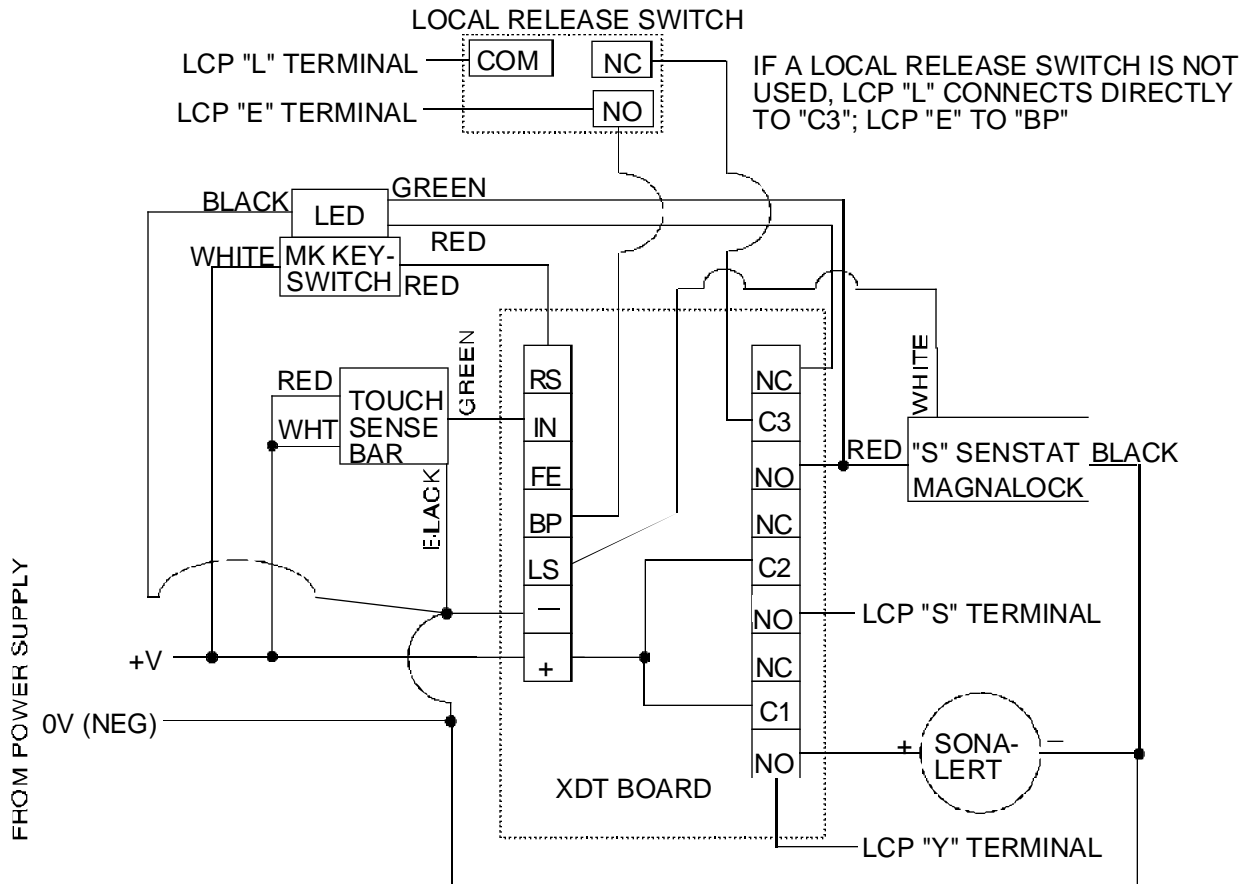 LOCAL RELEASE SWITCH
LCP "L" TERMINAL
COM
NC
IF A LOCAL RELEASE SWITCH IS NOT
USED, LCP "L" CONNECTS DIRECTLY
TO "C3"; LCP "E" TO "BP"
LCP "E" TERMINAL
NO
BLACK
LED
GREEN
RED
WHITE
MK KEY-
SWITCH
RED
RED
WHT
TOUCH
SENSE
BAR
GREEN
BLACK
RS
IN
FE
BP
LS
—
+
NC
C3
NO
NC
C2
NO
NC
C1
NO
WHITE
RED
"S" SENSTAT
MAGNALOCK
BLACK
LCP "S" TERMINAL
FROM POWER SUPPLY
+V
0V (NEG)
+
SONA-
LERT
—
XDT BOARD
LCP "Y" TERMINAL